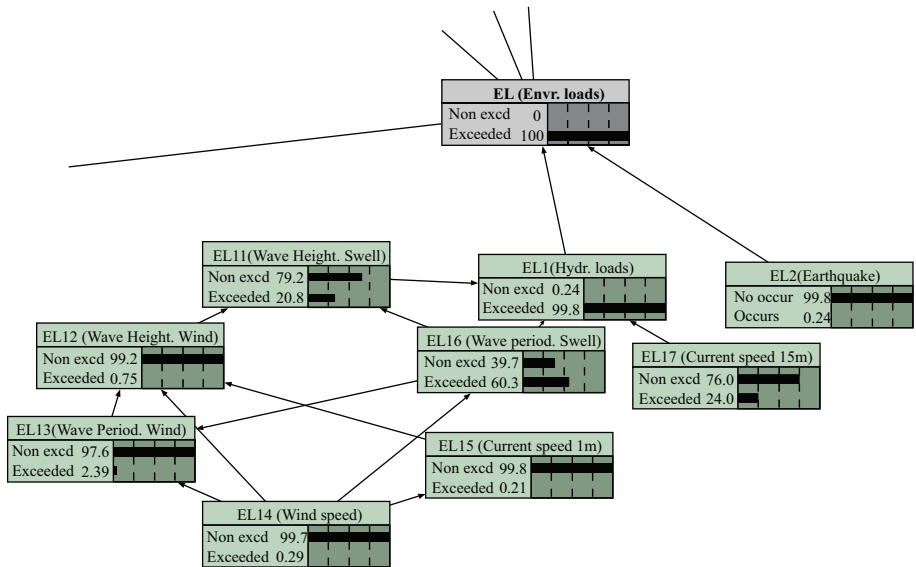 EL (Envr. loads)
Non excd 0
Exceeded 100
EL11(Wave Height. Swell)
Non excd 79.2
Exceeded 20.8
EL1(Hydr. loads)
Non excd 0.24
Exceeded 99.8
EL2(Earthquake)
No occur 99.8
Occurs 0.24
EL12 (Wave Height. Wind)
Non excd 99.2
Exceeded 0.75
EL16 (Wave period. Swell)
Non excd 39.7
Exceeded 60.3
EL17 (Current speed 15m)
Non excd 76.0
Exceeded 24.0
EL13(Wave Period. Wind)
Non excd 97.6
Exceeded 2.39
EL15 (Current speed 1m)
Non excd 99.8
Exceeded 0.21
EL14 (Wind speed)
Non excd 99.7
Exceeded 0.29